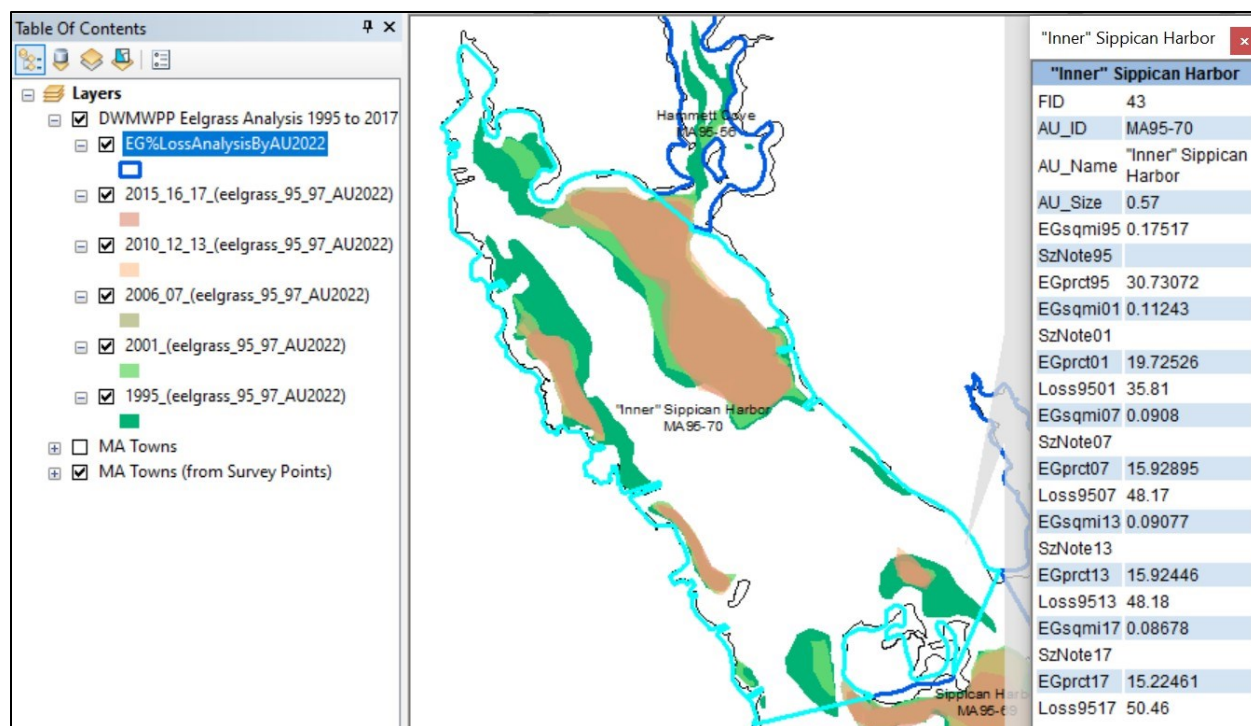 Table Of Contents
Layers
DWMWPP Eelgrass Analysis 1995 to 2017
EG%LossAnalysisByAU2022
2015_16_17_(eelgrass_95_97_AU2022)
2010_12_13_(eelgrass_95_97_AU2022)
2006_07_(eelgrass_95_97_AU2022)
2001_(eelgrass_95_97_AU2022)
1995_(eelgrass_95_97_AU2022)
MA Towns
MA Towns (from Survey Points)
Hammett Cove
MA95-56
"Inner" Sippican Harbor
MA95-70
Sippican Harb
MA95-69
"Inner" Sippican Harbor
x
"Inner" Sippican Harbor
FID 43
AU_ID MA95-70
AU_Name "Inner" Sippican
Harbor
AU_Size 0.57
EGsqmi95 0.17517
SzNote95
EGprct95 30.73072
EGsqmi01 0.11243
SzNote01
EGprct01 19.72526
Loss9501 35.81
EGsqmi07 0.0908
SzNote07
EGprct07 15.92895
Loss9507 48.17
EGsqmi13 0.09077
SzNote13
EGprct13 15.92446
Loss9513 48.18
EGsqmi17 0.08678
SzNote17
EGprct17 15.22461
Loss9517 50.46